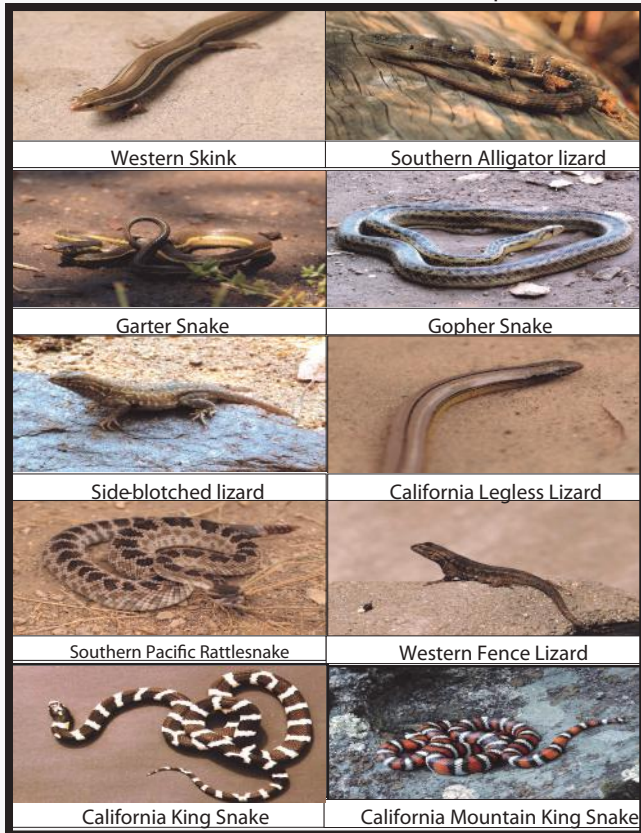 Western Skink
Southern Alligator lizard
Garter Snake
Gopher Snake
Side-blotched lizard
California Legless Lizard
Southern Pacific Rattlesnake
Western Fence Lizard
California King Snake
California Mountain King Snake